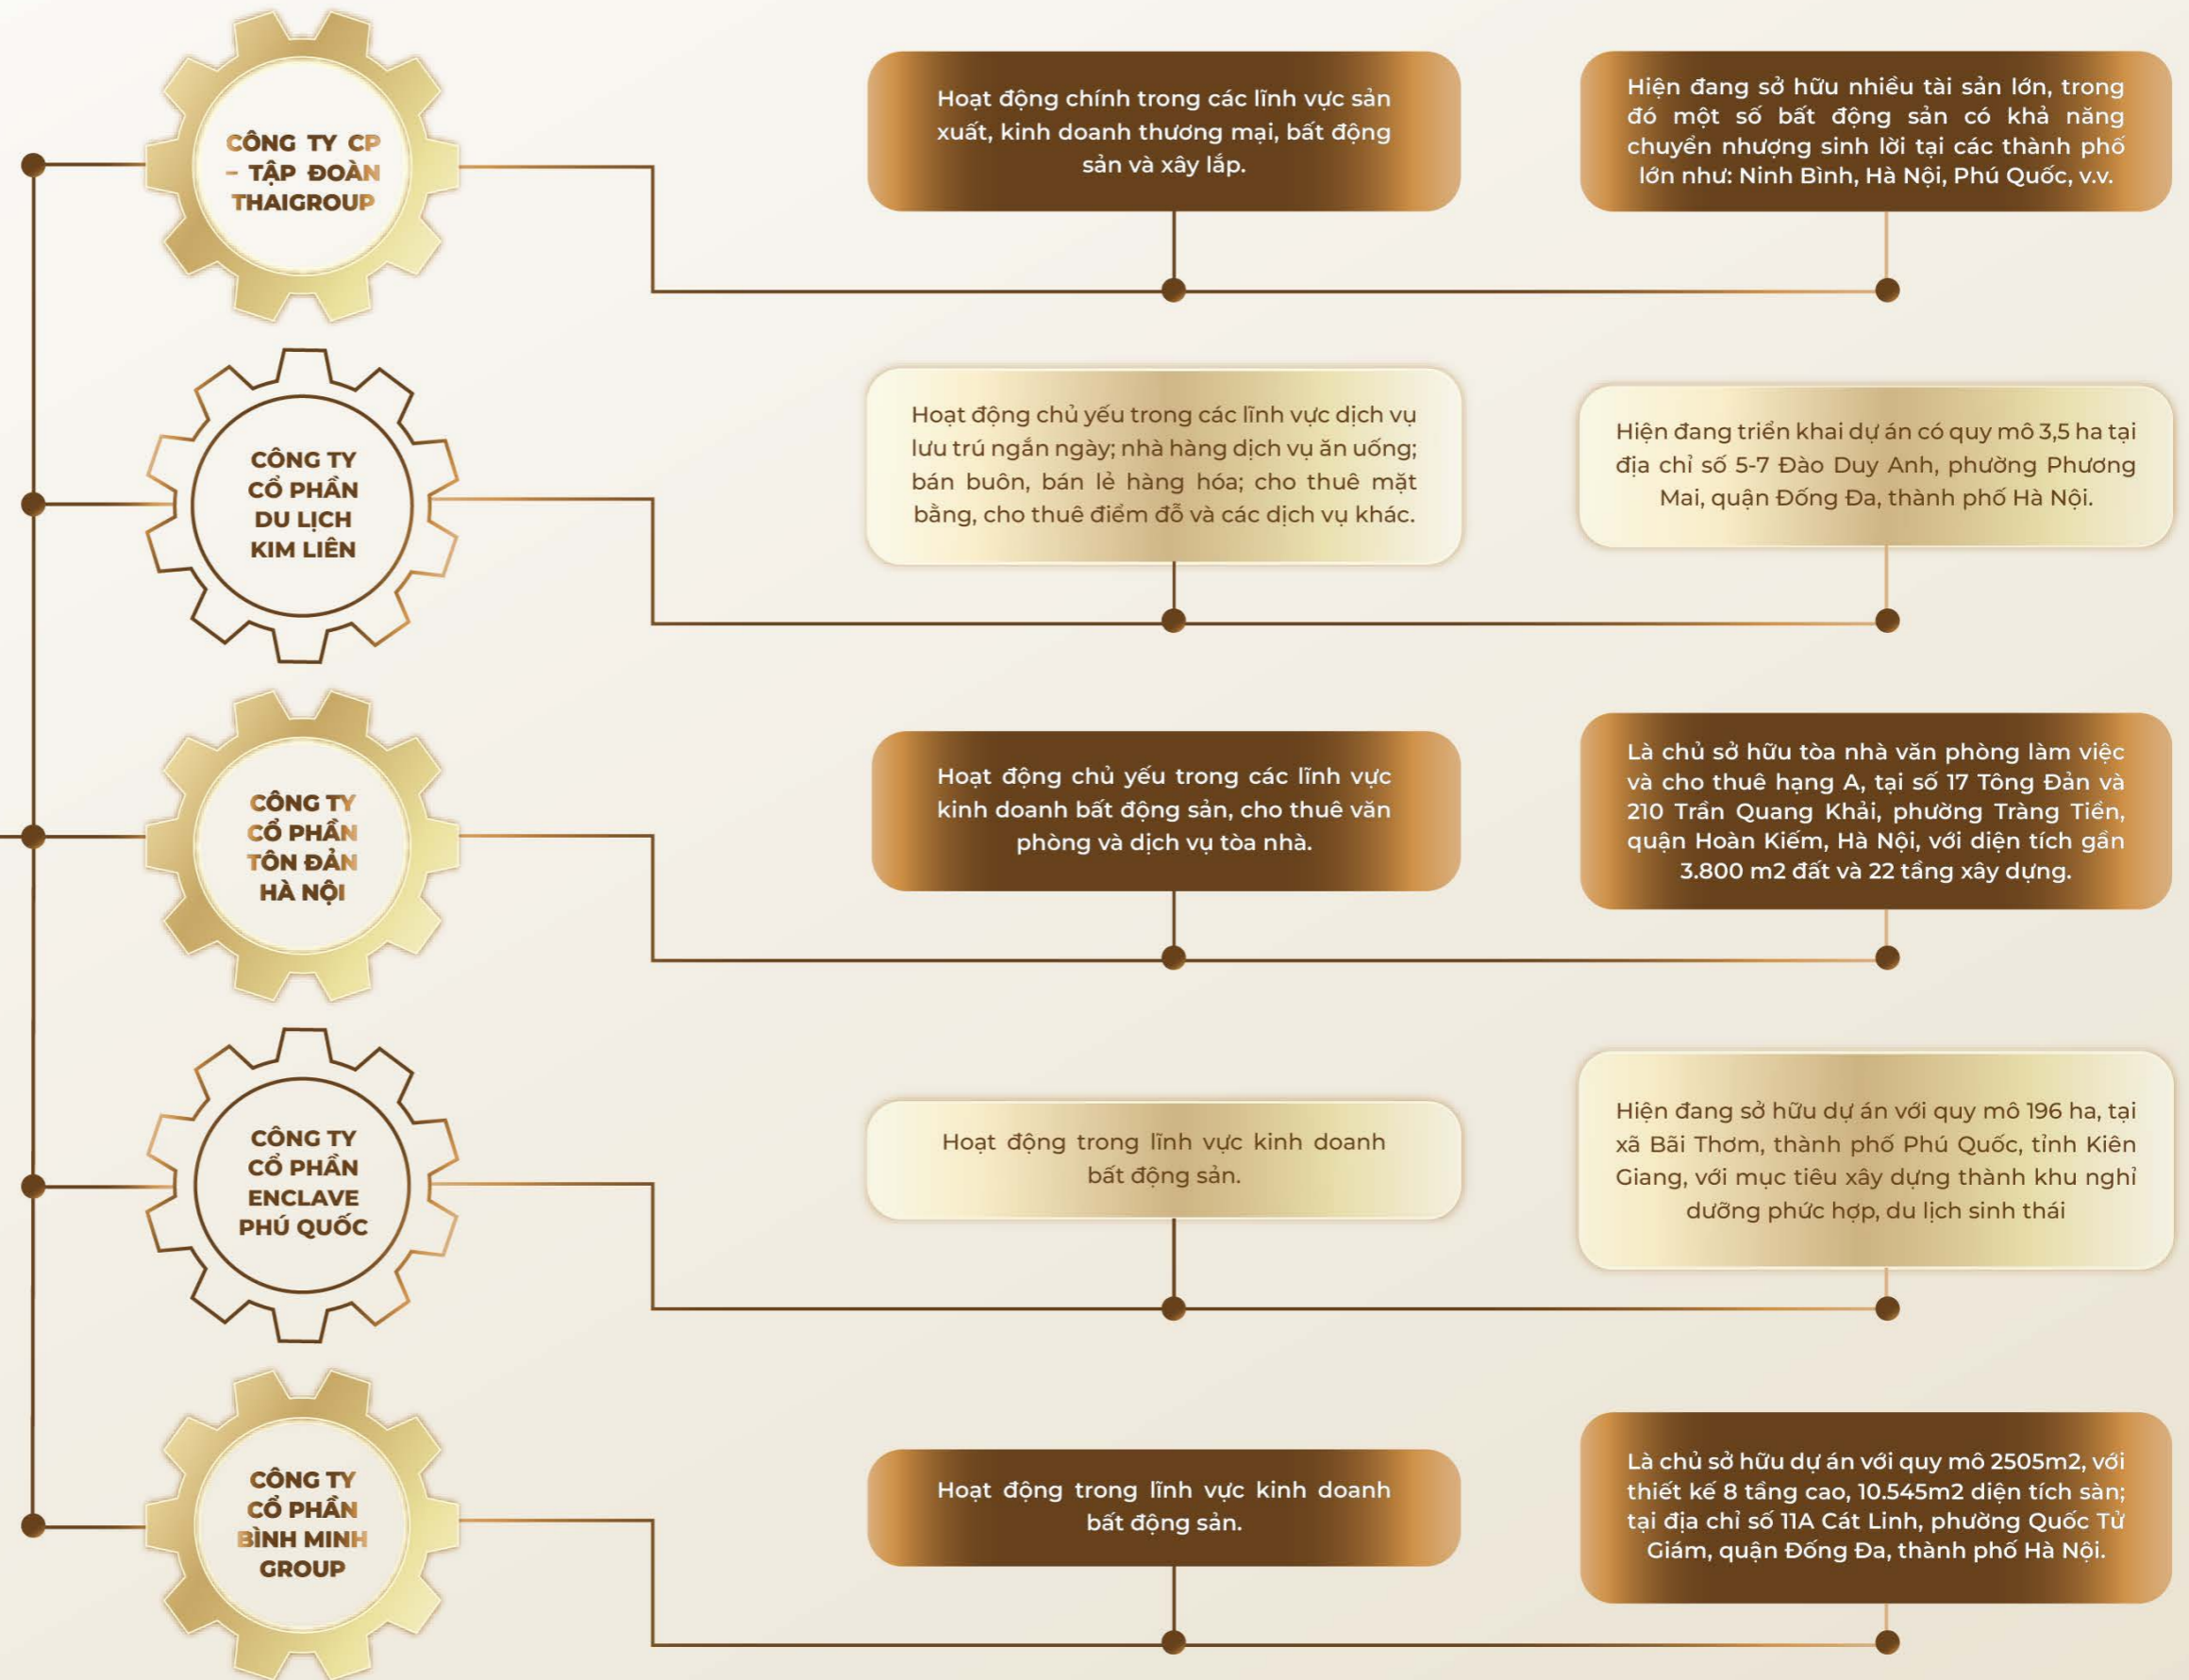 CÔNG TY CP
– TẬP ĐOÀN
THAIGROUP
Hoạt động chính trong các lĩnh vực sản
xuất, kinh doanh thương mại, bất động
sản và xây lắp.
Hiện đang sở hữu nhiều tài sản lớn, trong
đó một số bất động sản có khả năng
chuyển nhượng sinh lời tại các thành phố
lớn như: Ninh Bình, Hà Nội, Phú Quốc, v.v.
CÔNG TY
CỔ PHẦN
DU LỊCH
KIM LIÊN
Hoạt động chủ yếu trong các lĩnh vực dịch vụ
lưu trú ngắn ngày; nhà hàng dịch vụ ăn uống;
bán buôn, bán lẻ hàng hóa; cho thuê mặt
bằng, cho thuê điểm đỗ và các dịch vụ khác.
Hiện đang triển khai dự án có quy mô 3,5 ha tại
địa chỉ số 5-7 Đào Duy Anh, phường Phương
Mai, quận Đống Đa, thành phố Hà Nội.
CÔNG TY
CỔ PHẦN
TÔN ĐẢN
HÀ NỘI
Hoạt động chủ yếu trong các lĩnh vực
kinh doanh bất động sản, cho thuê văn
phòng và dịch vụ tòa nhà.
Là chủ sở hữu tòa nhà văn phòng làm việc
và cho thuê hạng A, tại số 17 Tông Đản và
210 Trần Quang Khải, phường Tràng Tiền,
quận Hoàn Kiếm, Hà Nội, với diện tích gần
3.800 m2 đất và 22 tầng xây dựng.
CÔNG TY
CỔ PHẦN
ENCLAVE
PHÚ QUỐC
Hoạt động trong lĩnh vực kinh doanh
bất động sản.
Hiện đang sở hữu dự án với quy mô 196 ha, tại
xã Bãi Thơm, thành phố Phú Quốc, tỉnh Kiên
Giang, với mục tiêu xây dựng thành khu nghỉ
dưỡng phức hợp, du lịch sinh thái
CÔNG TY
CỔ PHẦN
BÌNH MINH
GROUP
Hoạt động trong lĩnh vực kinh doanh
bất động sản.
Là chủ sở hữu dự án với quy mô 2505m2, với
thiết kế 8 tầng cao, 10.545m2 diện tích sàn;
tại địa chỉ số 11A Cát Linh, phường Quốc Tử
Giám, quận Đống Đa, thành phố Hà Nội.